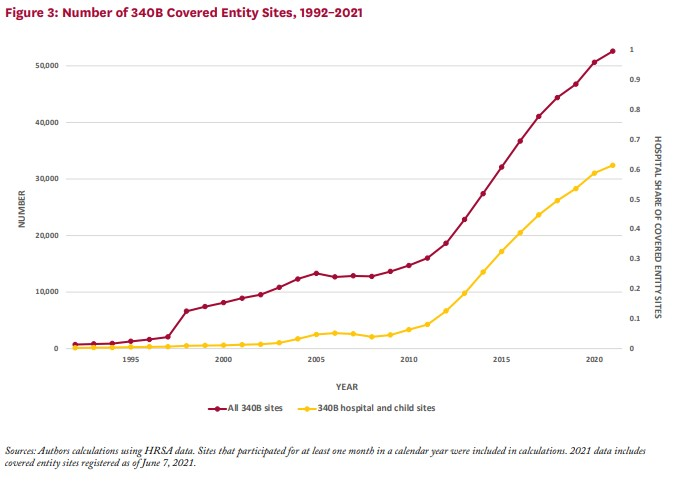 Figure 3: Number of 340B Covered Entity Sites, 1992–2021
1
50,000
0.9
0.8
40,000
0.7
30,000
0.6
0.5
20,000
0.4
0.3
10,000
0.2
0.1
0
0
NUMBER
HOSPITAL SHARE OF COVERED ENTITY SITES
1995
2000
2005
2010
2015
2020
YEAR
All 340B sites
340B hospital and child sites
Sources: Authors calculations using HRSA data. Sites that participated for at least one month in a calendar year were included in calculations. 2021 data includes
covered entity sites registered as of June 7, 2021.